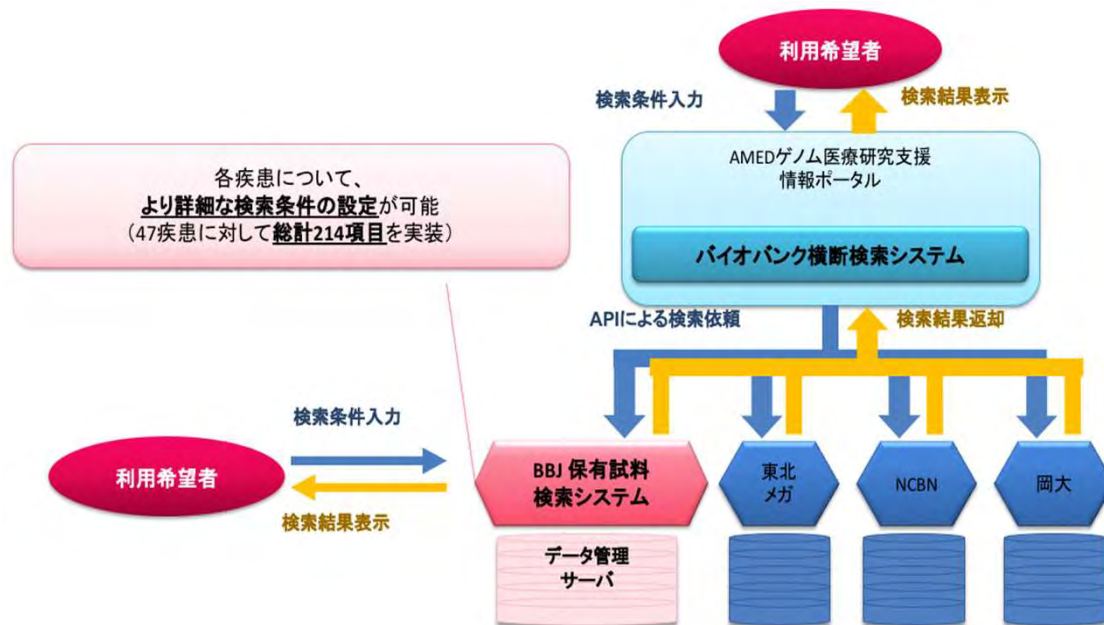 利用希望者
検索条件入力
検索結果表示
AMEDゲノム医療研究支援
情報ポータル
バイオバンク横断検索システム
各疾患について、
より詳細な検索条件の設定が可能
（47疾患に対して総計214項目を実装）
APIによる検索依頼
検索結果返却
検索条件入力
利用希望者
検索結果表示
BBJ 保有試料
検索システム
東北
メガ
NCBN
岡大
データ管理
サーバ